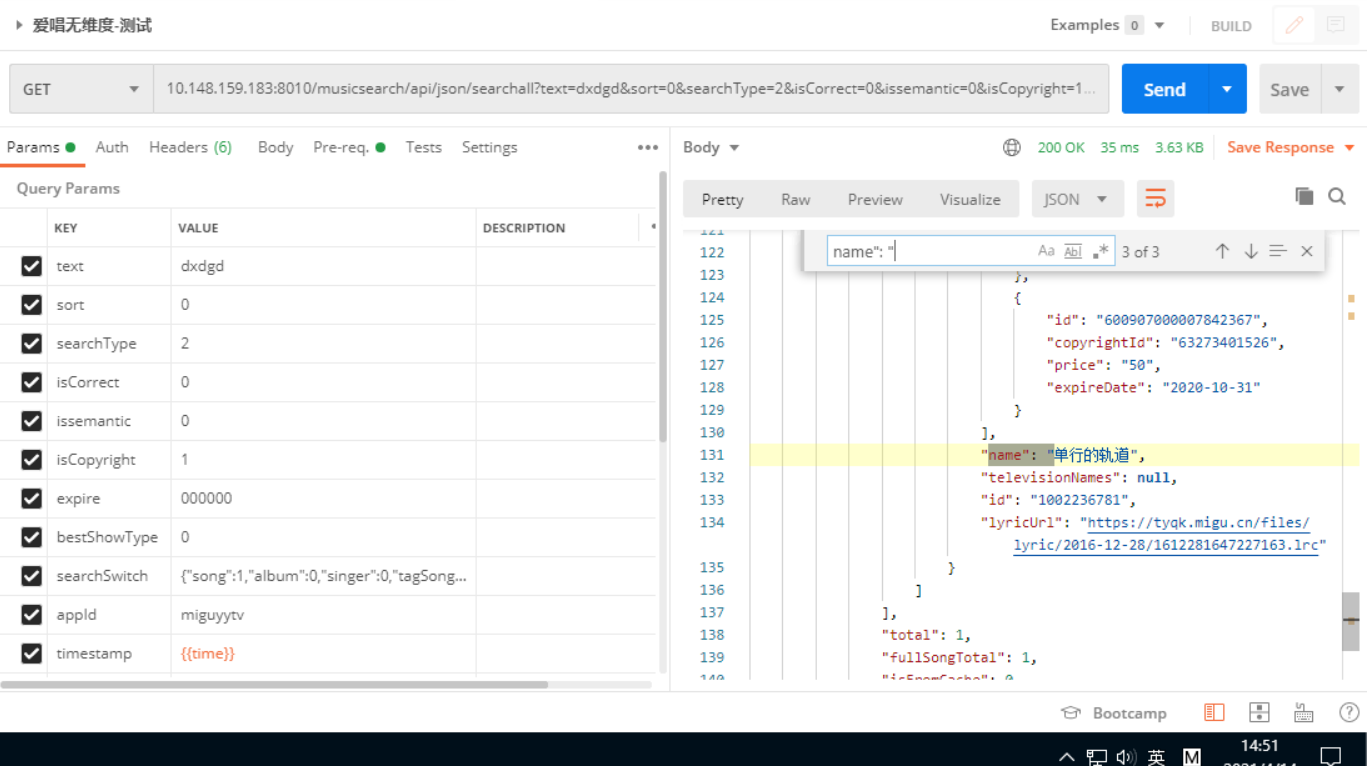 爱唱无维度-测试
Examples 0 BUILD
GET 10.148.159.183:8010/musicsearch/api/json/searchall?text=dxdgd&sort=0&searchType=2&isCorrect=0&issemantic=0&isCopyright=1... Send Save
Params Auth Headers (6) Body Pre-req. Tests Settings
Query Params
KEY VALUE DESCRIPTION
text dxdgd
sort 0
searchType 2
isCorrect 0
issemantic 0
isCopyright 1
expire 000000
bestShowType 0
searchSwitch {"song":1,"album":0,"singer":0,"tagSong...
appId miguyytv
timestamp {{time}}
Body 200 OK 35 ms 3.63 KB Save Response
Pretty Raw Preview Visualize JSON
name": " Aa Abl .* 3 of 3
121
122
123 },
124 {
125 "id": "600907000007842367",
126 "copyrightId": "63273401526",
127 "price": "50",
128 "expireDate": "2020-10-31"
129 }
130 ],
131 "name": "单行的轨道",
132 "televisionNames": null,
133 "id": "1002236781",
134 "lyricUrl": "https://tyqk.migu.cn/files/
lyric/2016-12-28/1612281647227163.lrc"
135 }
136 ]
137 ],
138 "total": 1,
139 "fullSongTotal": 1,
140 "isFromCache": 0
Bootcamp
英 M 14:51
2021/4/14